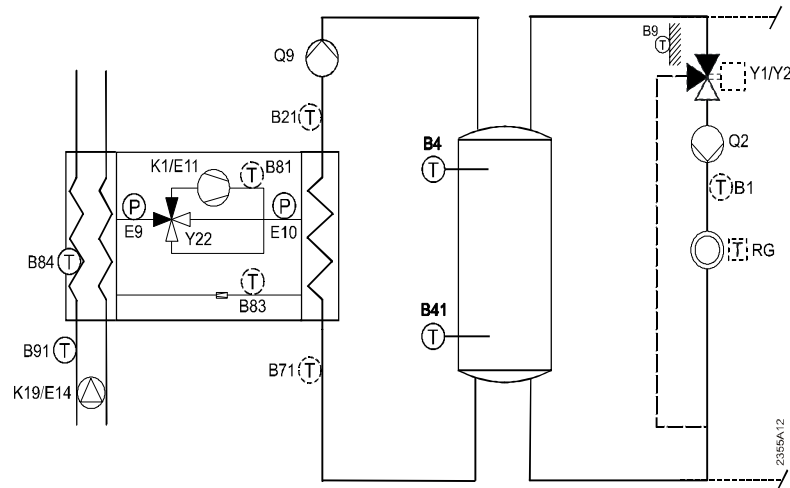 B9
T
Q9
Y1/Y2
B21 T
Q2
K1/E11
B81
T
B4
T
T B1
P
P
E9
Y22
E10
T RG
B84 T
T
B83
B41
T
B91 T
B71 T
K19/E14
2355A12